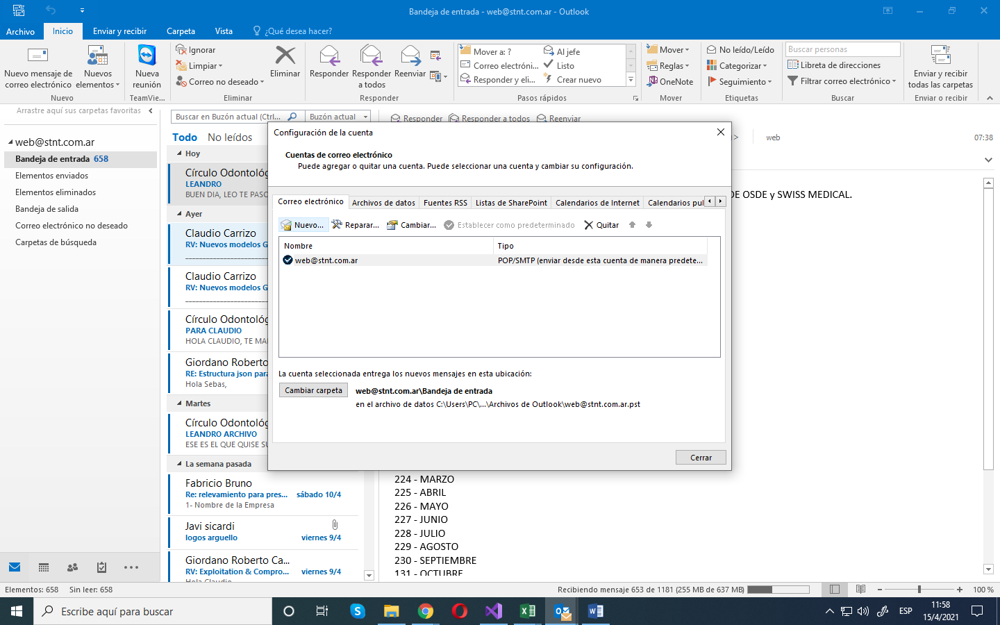 Bandeja de entrada - web@stnt.com.ar - Outlook
Archivo Inicio Enviar y recibir Carpeta Vista ¿Qué desea hacer?
Nuevo mensaje de correo electrónico
Nuevos elementos
Nuevo
Nueva reunión
TeamVie...
Ignorar
Limpiar
Correo no deseado
Eliminar
Eliminar
Responder
Responder a todos
Reenviar
Responder
Mover a: ?
Correo electróni...
Responder y eli...
Al jefe
Listo
Crear nuevo
Pasos rápidos
Mover
Reglas
OneNote
Mover
No leído/Leído
Categorizar
Seguimiento
Etiquetas
Buscar personas
Libreta de direcciones
Filtrar correo electrónico
Buscar
Enviar y recibir todas las carpetas
Enviar o recibir
Arrastre aquí sus carpetas favoritas
web@stnt.com.ar
Bandeja de entrada 658
Elementos enviados
Elementos eliminados
Bandeja de salida
Correo electrónico no deseado
Carpetas de búsqueda
Buscar en Buzón actual (Ctrl... Buzón actual
Todo No leídos
Hoy
Círculo Odontológ
LEANDRO
BUEN DIA, LEO TE PASO
Ayer
Claudio Carrizo
RV: Nuevos modelos G
Claudio Carrizo
RV: Nuevos modelos G
Círculo Odontológ
PARA CLAUDIO
HOLA CLAUDIO, TE MA
Giordano Roberto
RE: Estructura json para
Hola Sebas,
Martes
Círculo Odontológ
LEANDRO ARCHIVO
ESE ES EL QUE QUISE SU
La semana pasada
Fabricio Bruno
Re: relevamiento para pres... sábado 10/4
1- Nombre de la Empresa
Javi sicardi
logos arguello viernes 9/4
Giordano Roberto Ca...
RV: Exploitation & Compro... viernes 9/4
Hola Claudio
Responder Responder a todos Reenviar
> web 07:38
DE OSDE y SWISS MEDICAL.
Configuración de la cuenta
Cuentas de correo electrónico
Puede agregar o quitar una cuenta. Puede seleccionar una cuenta y cambiar su configuración.
Correo electrónico Archivos de datos Fuentes RSS Listas de SharePoint Calendarios de Internet Calendarios pul
Nuevo... Reparar... Cambiar... Establecer como predeterminado Quitar
Nombre Tipo
web@stnt.com.ar POP/SMTP (enviar desde esta cuenta de manera predete...
La cuenta seleccionada entrega los nuevos mensajes en esta ubicación:
Cambiar carpeta web@stnt.com.ar\Bandeja de entrada
en el archivo de datos C:\Users\PC\...\Archivos de Outlook\web@stnt.com.ar.pst
Cerrar
224 - MARZO
225 - ABRIL
226 - MAYO
227 - JUNIO
228 - JULIO
229 - AGOSTO
230 - SEPTIEMBRE
131 - OCTUBRE
Elementos: 658 Sin leer: 658 Recibiendo mensaje 653 de 1181 (255 MB de 637 MB) 100 %
Escribe aquí para buscar
ESP
11:58
15/4/2021